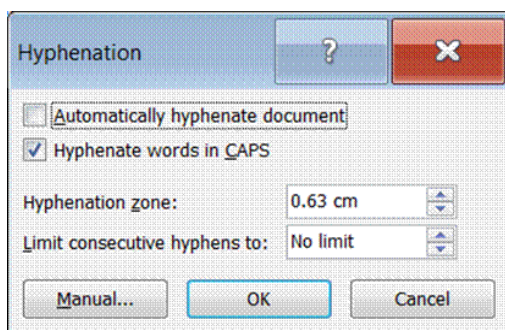 Hyphenation
?
Automatically hyphenate document
Hyphenate words in CAPS
Hyphenation zone: 0.63 cm
Limit consecutive hyphens to: No limit
Manual... OK Cancel